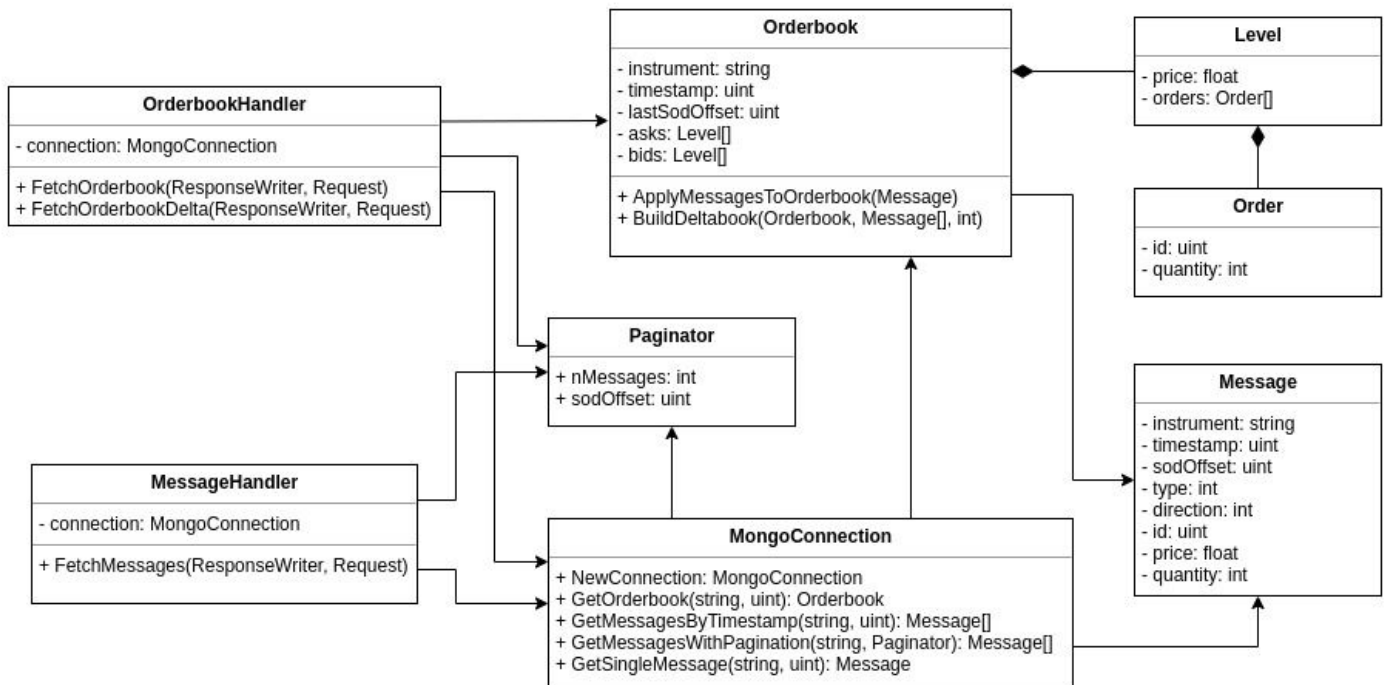 Orderbook
- instrument: string
- timestamp: uint
- lastSodOffset: uint
- asks: Level[]
- bids: Level[]
+ ApplyMessagesToOrderbook(Message)
+ BuildDeltabook(Orderbook, Message[], int)
Level
- price: float
- orders: Order[]
OrderbookHandler
- connection: MongoConnection
+ FetchOrderbook(ResponseWriter, Request)
+ FetchOrderbookDelta(ResponseWriter, Request)
Order
- id: uint
- quantity: int
Paginator
+ nMessages: int
+ sodOffset: uint
Message
- instrument: string
- timestamp: uint
- sodOffset: uint
- type: int
- direction: int
- id: uint
- price: float
- quantity: int
MessageHandler
- connection: MongoConnection
+ FetchMessages(ResponseWriter, Request)
MongoConnection
+ NewConnection: MongoConnection
+ GetOrderbook(string, uint): Orderbook
+ GetMessagesByTimestamp(string, uint): Message[]
+ GetMessagesWithPagination(string, Paginator): Message[]
+ GetSingleMessage(string, uint): Message